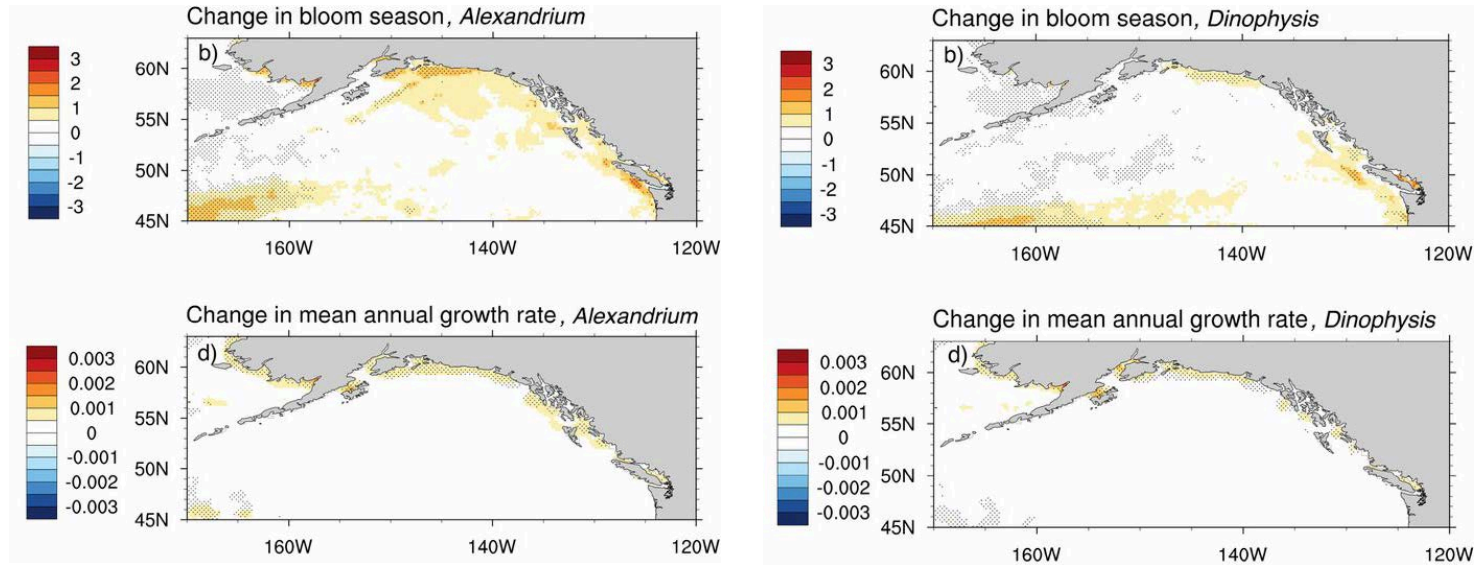 Change in bloom season, Alexandrium
b)
3
2
1
0
-1
-2
-3
60N
55N
50N
45N
160W 140W 120W
Change in bloom season, Dinophysis
b)
3
2
1
0
-1
-2
-3
60N
55N
50N
45N
160W 140W 120W
Change in mean annual growth rate, Alexandrium
d)
0.003
0.002
0.001
0
-0.001
-0.002
-0.003
60N
55N
50N
45N
160W 140W 120W
Change in mean annual growth rate, Dinophysis
d)
0.003
0.002
0.001
0
-0.001
-0.002
-0.003
60N
55N
50N
45N
160W 140W 120W